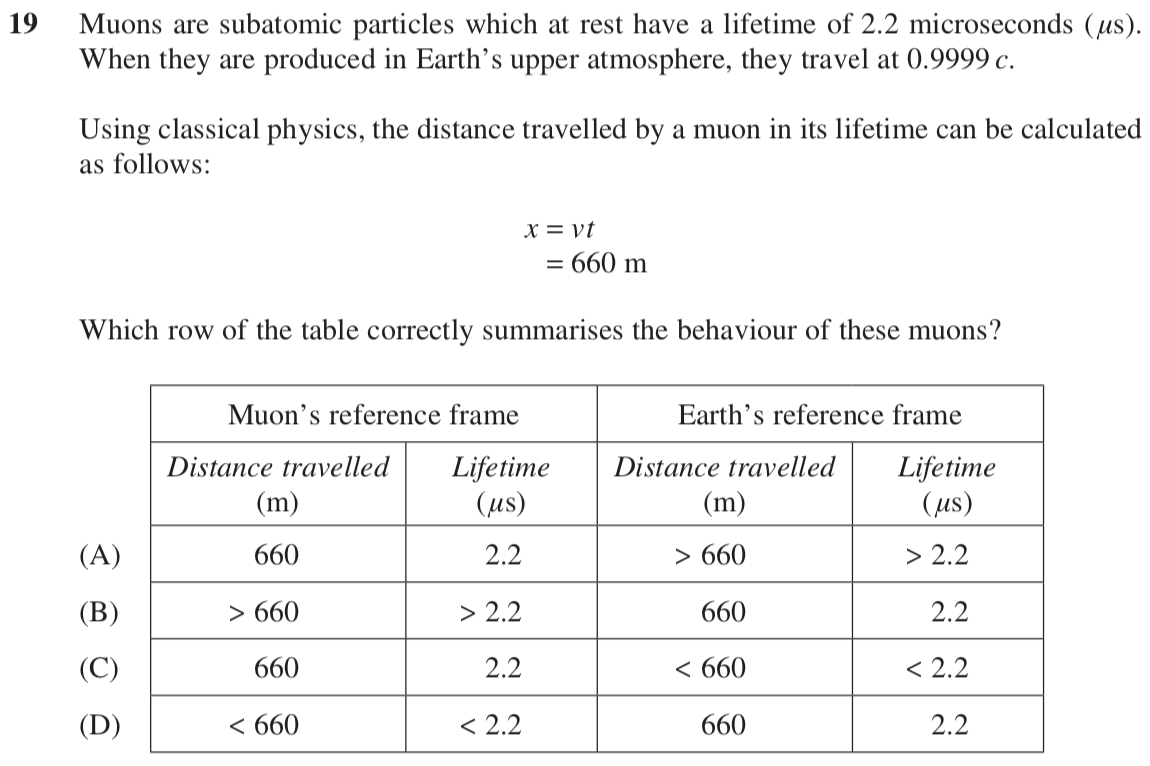 19 Muons are subatomic particles which at rest have a lifetime of 2.2 microseconds (μs).
When they are produced in Earth's upper atmosphere, they travel at 0.9999 c.
Using classical physics, the distance travelled by a muon in its lifetime can be calculated
as follows:
x = vt
= 660 m
Which row of the table correctly summarises the behaviour of these muons?
Muon's reference frame Earth's reference frame
Distance travelled Lifetime Distance travelled Lifetime
(m) (μs) (m) (μs)
(A) 660 2.2 > 660 > 2.2
(B) > 660 > 2.2 660 2.2
(C) 660 2.2 < 660 < 2.2
(D) < 660 < 2.2 660 2.2